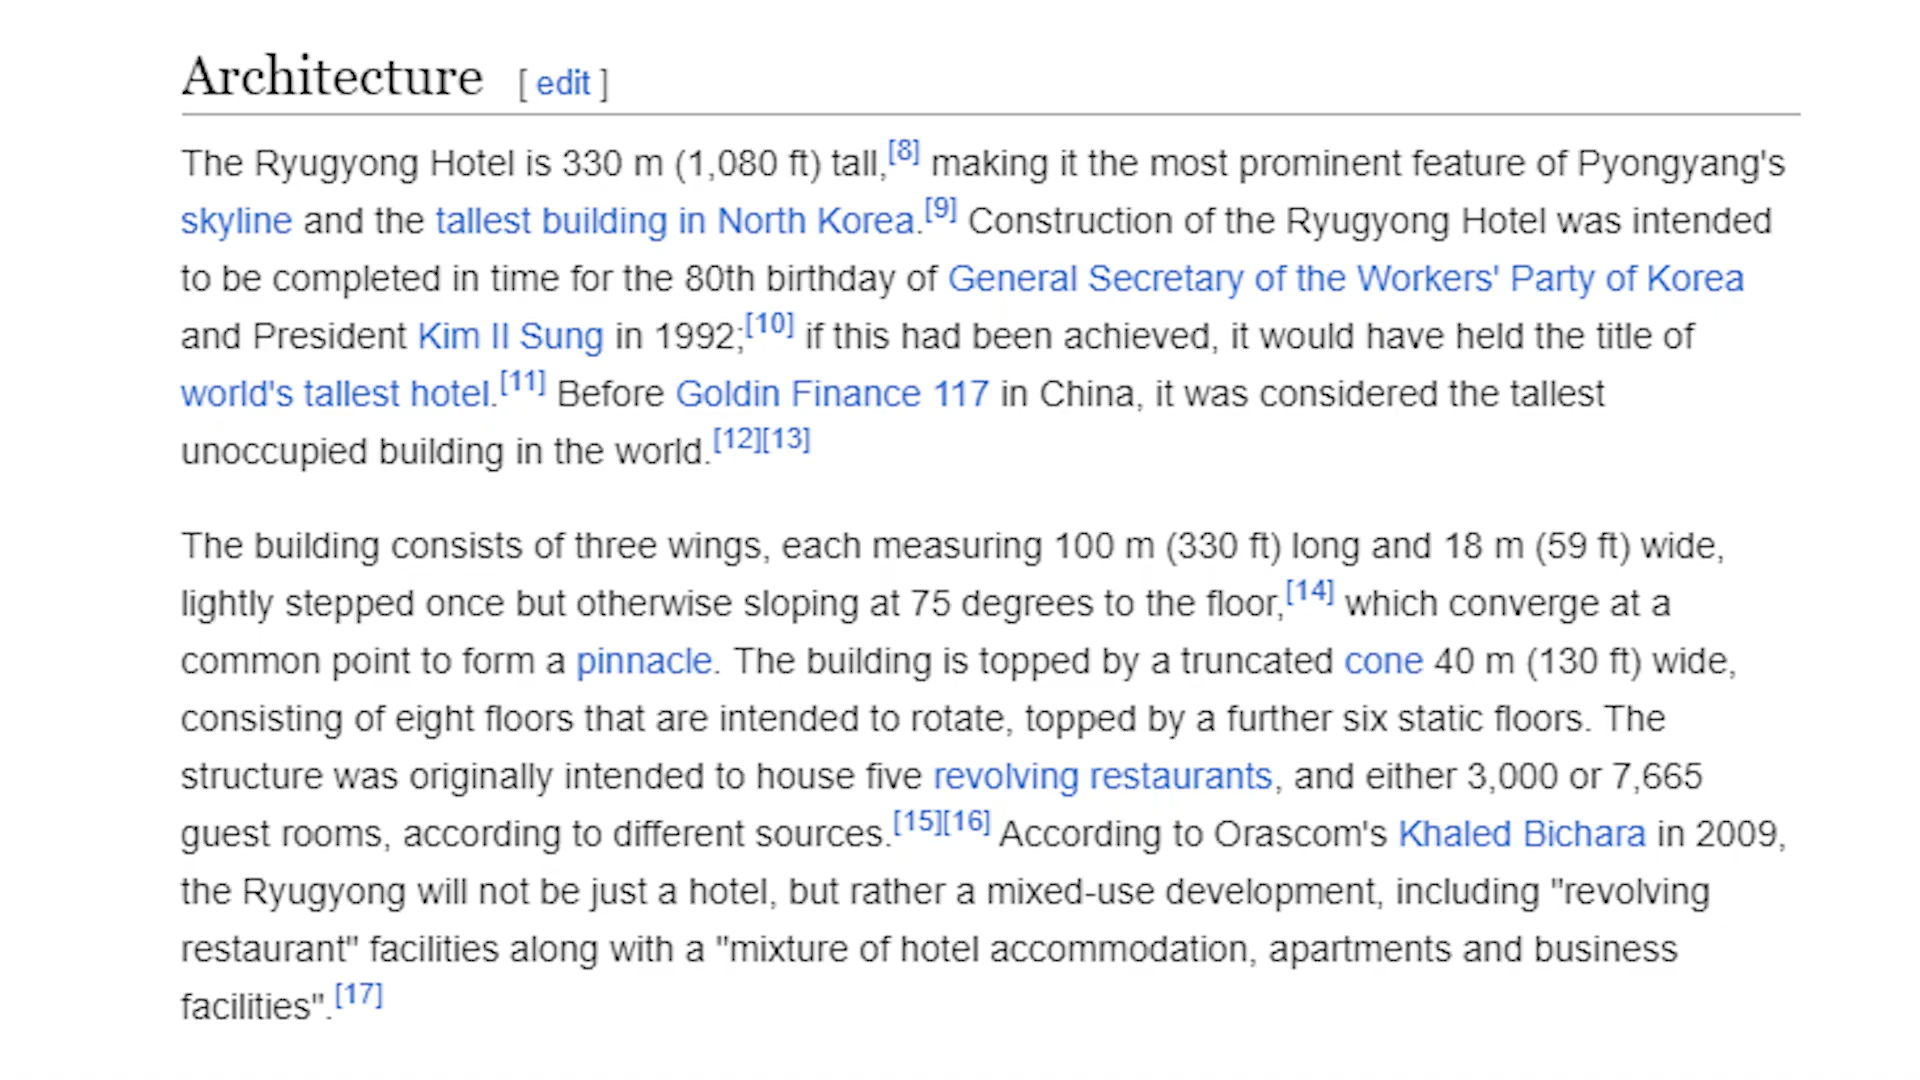 Architecture [ edit ]
The Ryugyong Hotel is 330 m (1,080 ft) tall,[8] making it the most prominent feature of Pyongyang's
skyline and the tallest building in North Korea.[9] Construction of the Ryugyong Hotel was intended
to be completed in time for the 80th birthday of General Secretary of the Workers' Party of Korea
and President Kim Il Sung in 1992;[10] if this had been achieved, it would have held the title of
world's tallest hotel.[11] Before Goldin Finance 117 in China, it was considered the tallest
unoccupied building in the world.[12][13]
The building consists of three wings, each measuring 100 m (330 ft) long and 18 m (59 ft) wide,
lightly stepped once but otherwise sloping at 75 degrees to the floor,[14] which converge at a
common point to form a pinnacle. The building is topped by a truncated cone 40 m (130 ft) wide,
consisting of eight floors that are intended to rotate, topped by a further six static floors. The
structure was originally intended to house five revolving restaurants, and either 3,000 or 7,665
guest rooms, according to different sources.[15][16] According to Orascom's Khaled Bichara in 2009,
the Ryugyong will not be just a hotel, but rather a mixed-use development, including "revolving
restaurant" facilities along with a "mixture of hotel accommodation, apartments and business
facilities".[17]